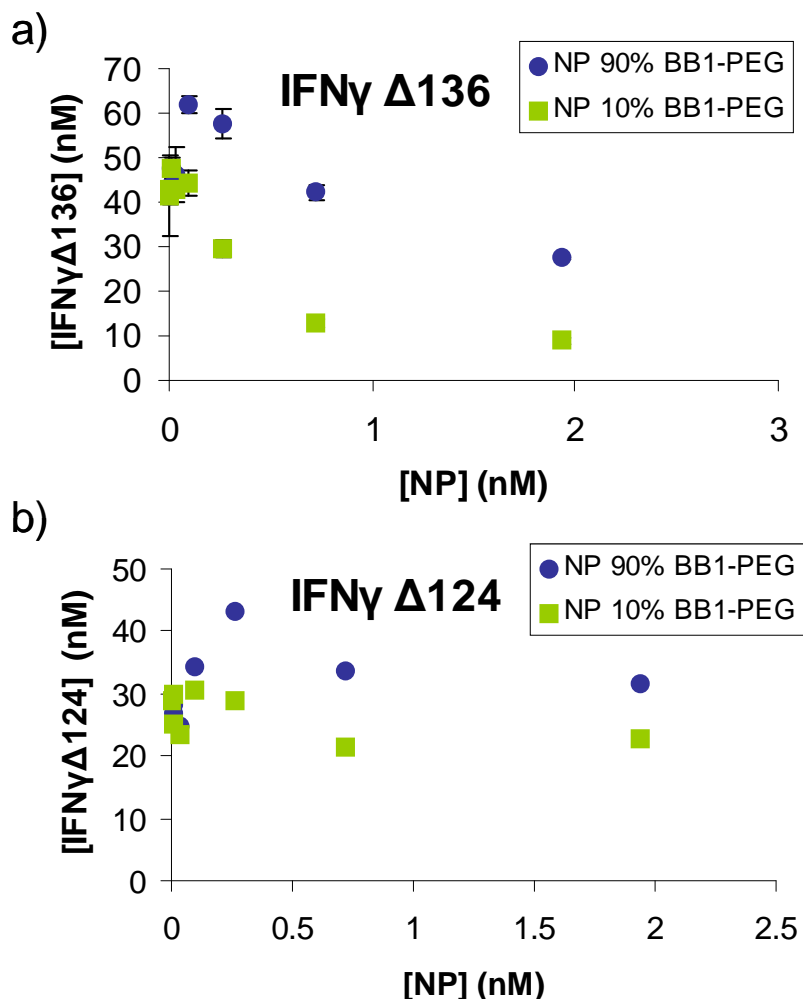 a)
IFNγ Δ136
NP 90% BB1-PEG
NP 10% BB1-PEG
[IFNγΔ136] (nM)
70
60
50
40
30
20
10
0
0 1 2 3
[NP] (nM)
b)
IFNγ Δ124
NP 90% BB1-PEG
NP 10% BB1-PEG
[IFNγΔ124] (nM)
50
40
30
20
10
0
0 0.5 1 1.5 2 2.5
[NP] (nM)